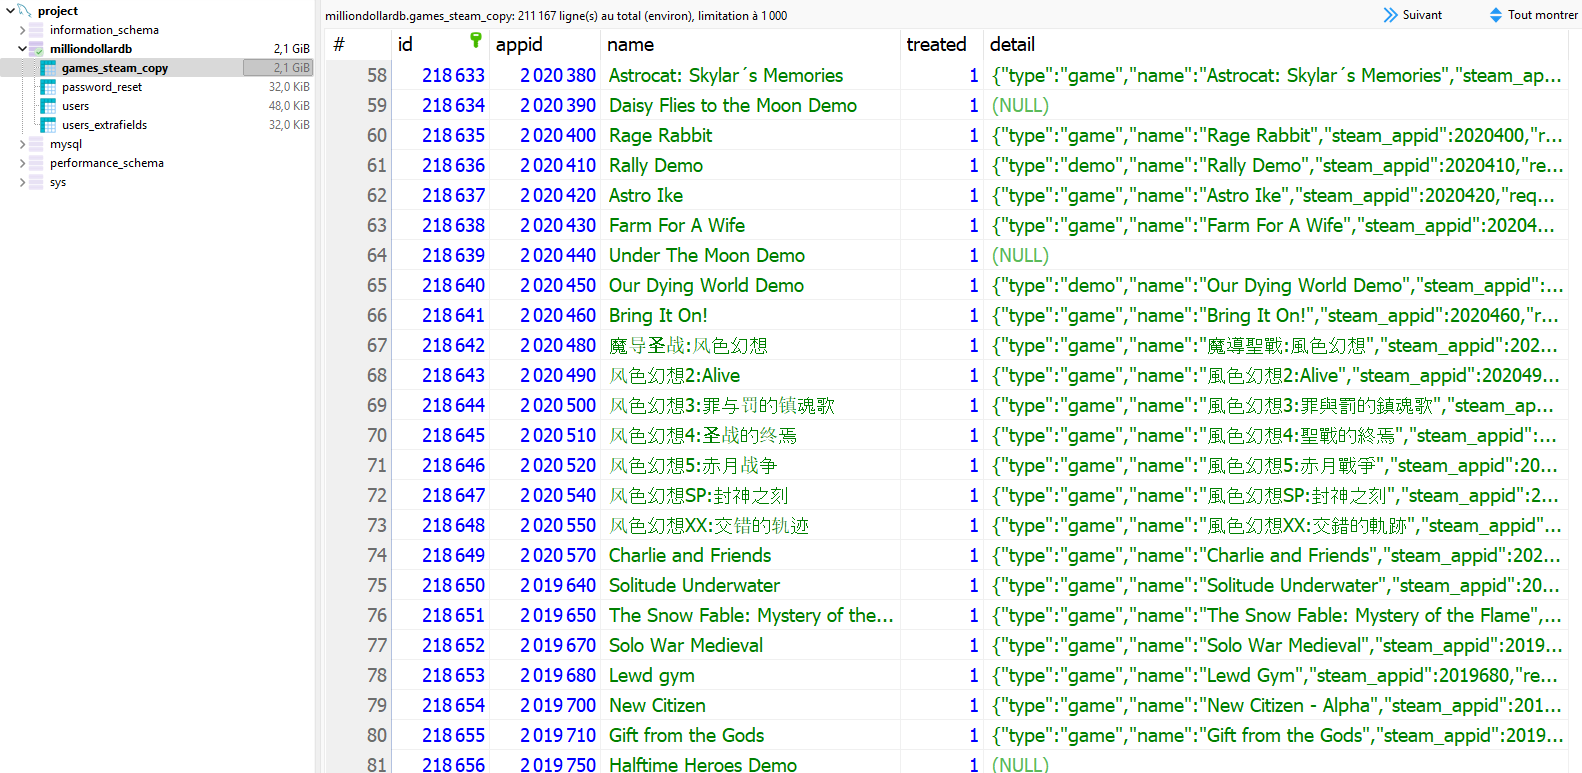 project
information_schema
milliondollardb 2,1 GiB
games_steam_copy 2,1 GiB
password_reset 32,0 KiB
users 48,0 KiB
users_extrafields 32,0 KiB
mysql
performance_schema
sys
milliondollardb.games_steam_copy: 211 167 ligne(s) au total (environ), limitation à 1 000 Suivant Tout montrer
# id appid name treated detail
58 218 633 2 020 380 Astrocat: Skylar´s Memories 1 {"type":"game","name":"Astrocat: Skylar´s Memories","steam_ap...
59 218 634 2 020 390 Daisy Flies to the Moon Demo 1 (NULL)
60 218 635 2 020 400 Rage Rabbit 1 {"type":"game","name":"Rage Rabbit","steam_appid":2020400,"r...
61 218 636 2 020 410 Rally Demo 1 {"type":"demo","name":"Rally Demo","steam_appid":2020410,"re...
62 218 637 2 020 420 Astro Ike 1 {"type":"game","name":"Astro Ike","steam_appid":2020420,"req...
63 218 638 2 020 430 Farm For A Wife 1 {"type":"game","name":"Farm For A Wife","steam_appid":20204...
64 218 639 2 020 440 Under The Moon Demo 1 (NULL)
65 218 640 2 020 450 Our Dying World Demo 1 {"type":"demo","name":"Our Dying World Demo","steam_appid":...
66 218 641 2 020 460 Bring It On! 1 {"type":"game","name":"Bring It On!","steam_appid":2020460,"r...
67 218 642 2 020 480 魔导圣战:风色幻想 1 {"type":"game","name":"魔導聖戰:風色幻想","steam_appid":202...
68 218 643 2 020 490 风色幻想2:Alive 1 {"type":"game","name":"風色幻想2:Alive","steam_appid":202049...
69 218 644 2 020 500 风色幻想3:罪与罚的镇魂歌 1 {"type":"game","name":"風色幻想3:罪與罰的鎮魂歌","steam_ap...
70 218 645 2 020 510 风色幻想4:圣战的终焉 1 {"type":"game","name":"風色幻想4:聖戰的終焉","steam_appid":...
71 218 646 2 020 520 风色幻想5:赤月战争 1 {"type":"game","name":"風色幻想5:赤月戰爭","steam_appid":20...
72 218 647 2 020 540 风色幻想SP:封神之刻 1 {"type":"game","name":"風色幻想SP:封神之刻","steam_appid":2...
73 218 648 2 020 550 风色幻想XX:交错的轨迹 1 {"type":"game","name":"風色幻想XX:交錯的軌跡","steam_appid"...
74 218 649 2 020 570 Charlie and Friends 1 {"type":"game","name":"Charlie and Friends","steam_appid":202...
75 218 650 2 019 640 Solitude Underwater 1 {"type":"game","name":"Solitude Underwater","steam_appid":20...
76 218 651 2 019 650 The Snow Fable: Mystery of the... 1 {"type":"game","name":"The Snow Fable: Mystery of the Flame",...
77 218 652 2 019 670 Solo War Medieval 1 {"type":"game","name":"Solo War Medieval","steam_appid":2019...
78 218 653 2 019 680 Lewd gym 1 {"type":"game","name":"Lewd Gym","steam_appid":2019680,"re...
79 218 654 2 019 700 New Citizen 1 {"type":"game","name":"New Citizen - Alpha","steam_appid":201...
80 218 655 2 019 710 Gift from the Gods 1 {"type":"game","name":"Gift from the Gods","steam_appid":2019...
81 218 656 2 019 750 Halftime Heroes Demo 1 (NULL)